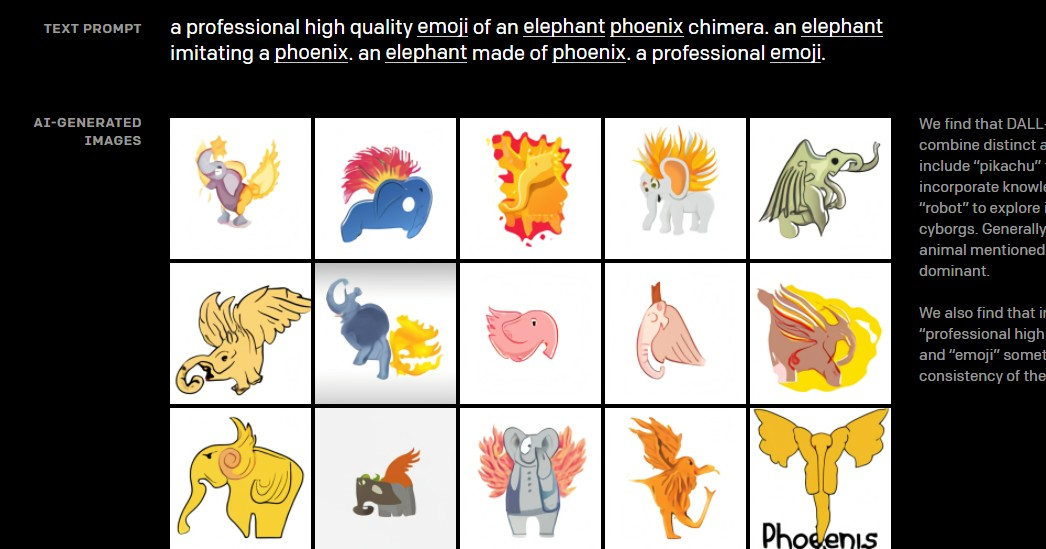 TEXT PROMPT
a professional high quality emoji of an elephant phoenix chimera. an elephant
imitating a phoenix. an elephant made of phoenix. a professional emoji.
AI-GENERATED
IMAGES
We find that DALL-
combine distinct a
include “pikachu”
incorporate knowle
“robot” to explore i
cyborgs. Generally
animal mentioned
dominant.
We also find that in
“professional high
and “emoji” somet
consistency of the
Phoeenis